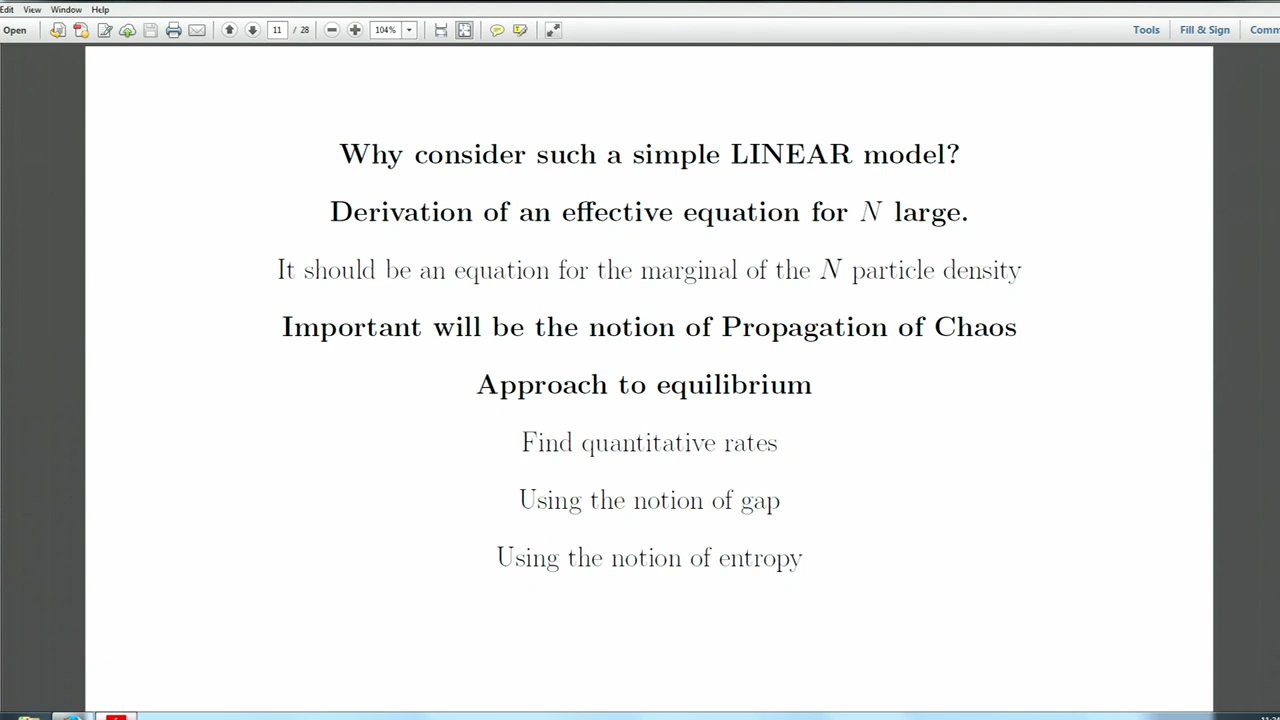 Edit View Window Help
Open 11 / 28 104% Tools Fill & Sign Comm
Why consider such a simple LINEAR model?
Derivation of an effective equation for N large.
It should be an equation for the marginal of the N particle density
Important will be the notion of Propagation of Chaos
Approach to equilibrium
Find quantitative rates
Using the notion of gap
Using the notion of entropy